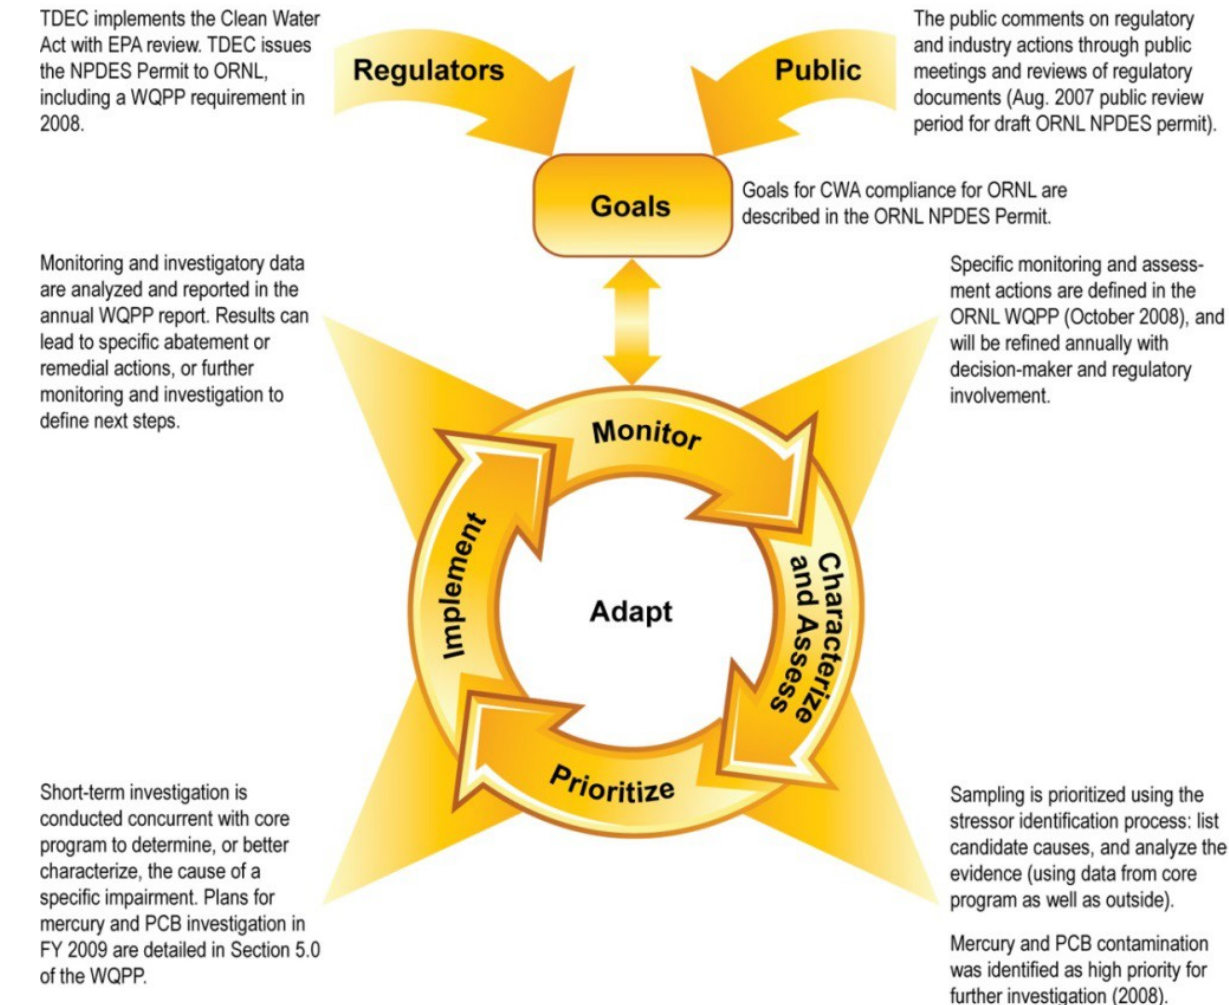 TDEC implements the Clean Water
Act with EPA review. TDEC issues
the NPDES Permit to ORNL,
including a WQPP requirement in
2008.
Regulators
Public
The public comments on regulatory
and industry actions through public
meetings and reviews of regulatory
documents (Aug. 2007 public review
period for draft ORNL NPDES permit).
Goals
Goals for CWA compliance for ORNL are
described in the ORNL NPDES Permit.
Monitoring and investigatory data
are analyzed and reported in the
annual WQPP report. Results can
lead to specific abatement or
remedial actions, or further
monitoring and investigation to
define next steps.
Specific monitoring and assess-
ment actions are defined in the
ORNL WQPP (October 2008), and
will be refined annually with
decision-maker and regulatory
involvement.
Monitor
Characterize
and Assess
Prioritize
Implement
Adapt
Short-term investigation is
conducted concurrent with core
program to determine, or better
characterize, the cause of a
specific impairment. Plans for
mercury and PCB investigation in
FY 2009 are detailed in Section 5.0
of the WQPP.
Sampling is prioritized using the
stressor identification process: list
candidate causes, and analyze the
evidence (using data from core
program as well as outside).
Mercury and PCB contamination
was identified as high priority for
further investigation (2008).